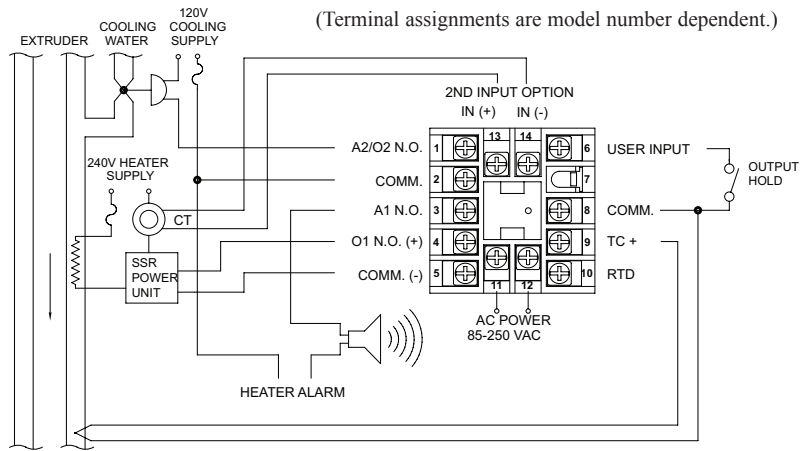 (Terminal assignments are model number dependent.)
120V
COOLING
SUPPLY
COOLING
WATER
EXTRUDER
2ND INPUT OPTION
IN (+) IN (-)
13 14
A2/O2 N.O. 1
6 USER INPUT
COMM. 2
7
OUTPUT
HOLD
240V HEATER
SUPPLY
A1 N.O. 3
8 COMM.
CT
O1 N.O. (+) 4
9 TC +
SSR
POWER
UNIT
COMM. (-) 5
10 RTD
11 12
AC POWER
85-250 VAC
HEATER ALARM